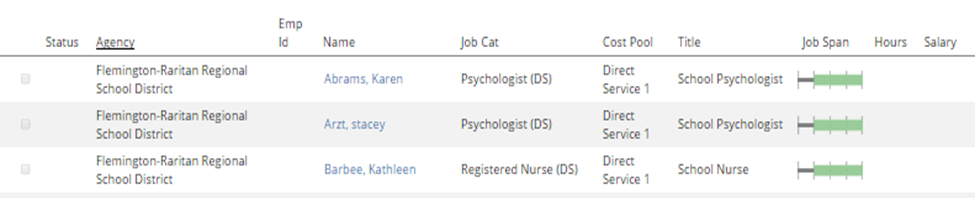 Status Agency Emp Id Name Job Cat Cost Pool Title Job Span Hours Salary
Flemington-Raritan Regional School District Abrams, Karen Psychologist (DS) Direct Service 1 School Psychologist
Flemington-Raritan Regional School District Arzt, stacey Psychologist (DS) Direct Service 1 School Psychologist
Flemington-Raritan Regional School District Barbee, Kathleen Registered Nurse (DS) Direct Service 1 School Nurse